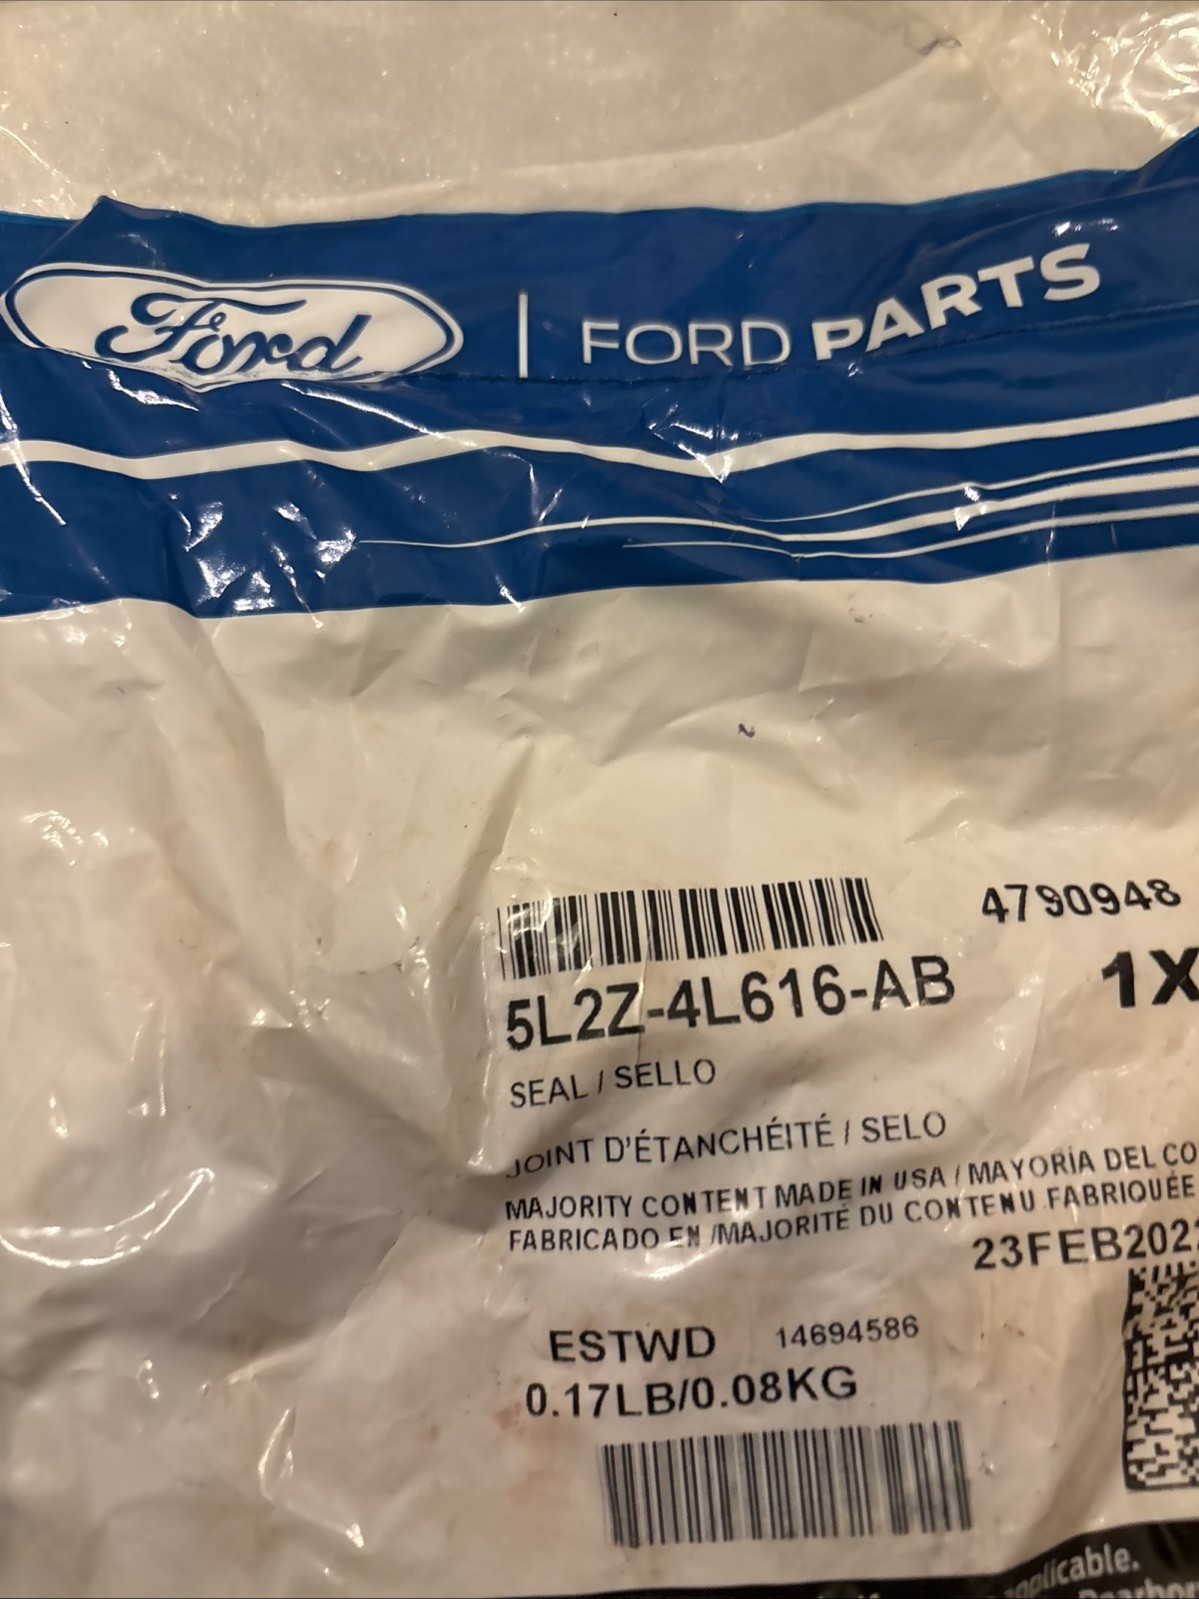 Ford
FORD PARTS
4790948
5L2Z-4L616-AB
1X
SEAL / SELLO
JOINT D'ÉTANCHÉITÉ / SELO
MAJORITY CONTENT MADE IN USA / MAYORÍA DEL CO
FABRICADO EN /MAJORITÉ DU CONTENU FABRIQUÉE
23FEB202
ESTWD 14694586
0.17LB/0.08KG
applicable.